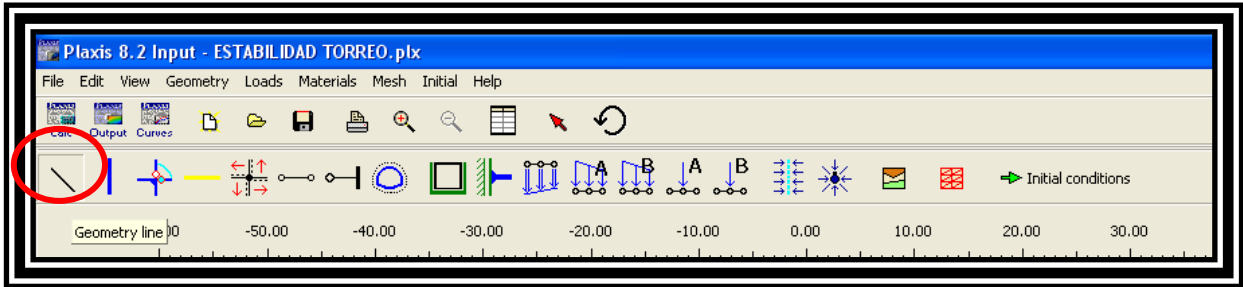 Plaxis 8.2 Input - ESTABILIDAD TORREO.plx
File Edit View Geometry Loads Materials Mesh Initial Help
Calc Output Curves
A B A B Initial conditions
Geometry line 00 -50.00 -40.00 -30.00 -20.00 -10.00 0.00 10.00 20.00 30.00